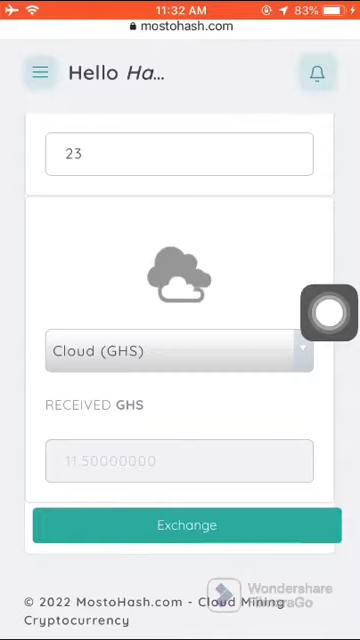 11:32 AM
83%
mostohash.com
Hello Ha...
23
Cloud (GHS)
RECEIVED GHS
11.50000000
Exchange
Wondershare
© 2022 MostoHash.com - Cloud Mining
Cryptocurrency